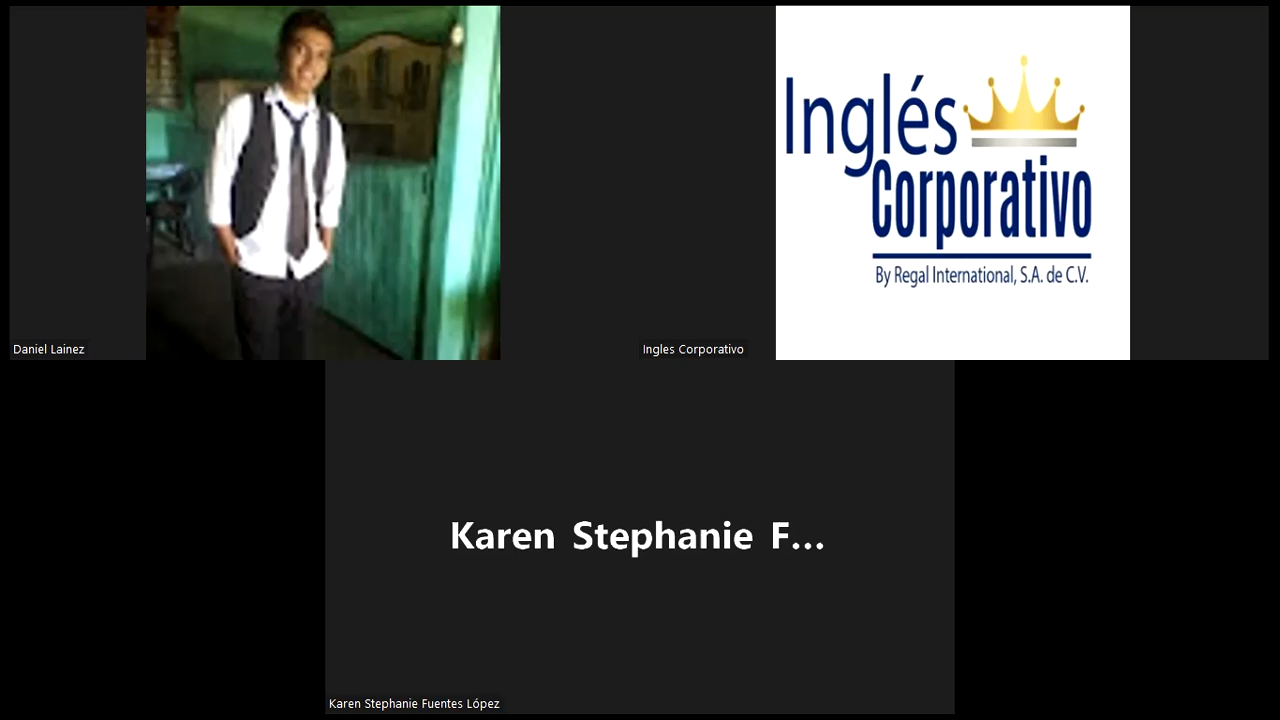 Inglés
Corporativo
By Regal International, S.A. de C.V.
Daniel Lainez
Ingles Corporativo
Karen Stephanie F...
Karen Stephanie Fuentes López